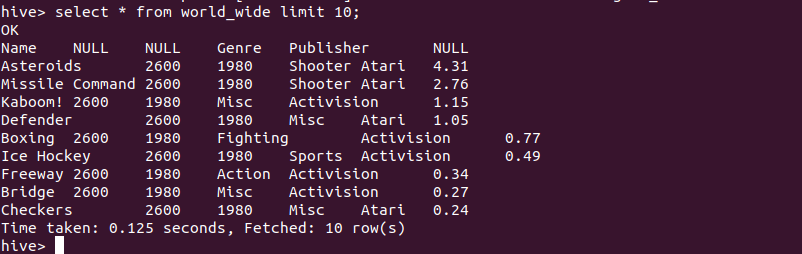 hive> select * from world_wide limit 10;
OK
Name NULL NULL Genre Publisher NULL
Asteroids 2600 1980 Shooter Atari 4.31
Missile Command 2600 1980 Shooter Atari 2.76
Kaboom! 2600 1980 Misc Activision 1.15
Defender 2600 1980 Misc Atari 1.05
Boxing 2600 1980 Fighting Activision 0.77
Ice Hockey 2600 1980 Sports Activision 0.49
Freeway 2600 1980 Action Activision 0.34
Bridge 2600 1980 Misc Activision 0.27
Checkers 2600 1980 Misc Atari 0.24
Time taken: 0.125 seconds, Fetched: 10 row(s)
hive>